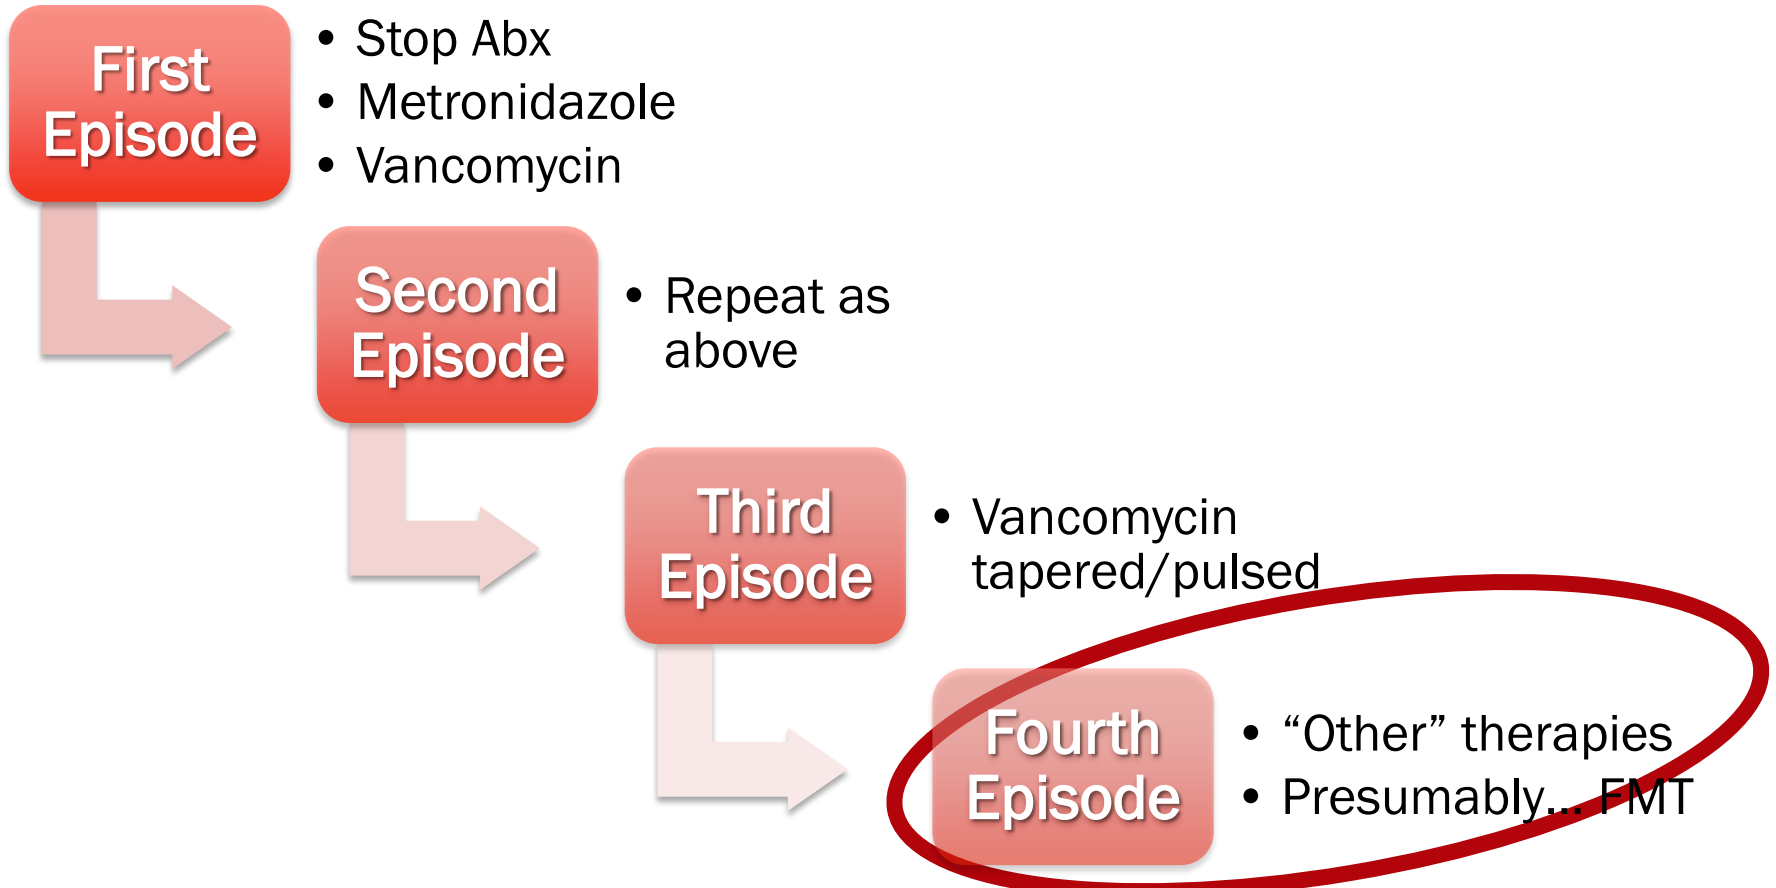 First
Episode
• Stop Abx
• Metronidazole
• Vancomycin
Second
Episode
• Repeat as
above
Third
Episode
• Vancomycin
tapered/pulsed
Fourth
Episode
• “Other” therapies
• Presumably... FMT